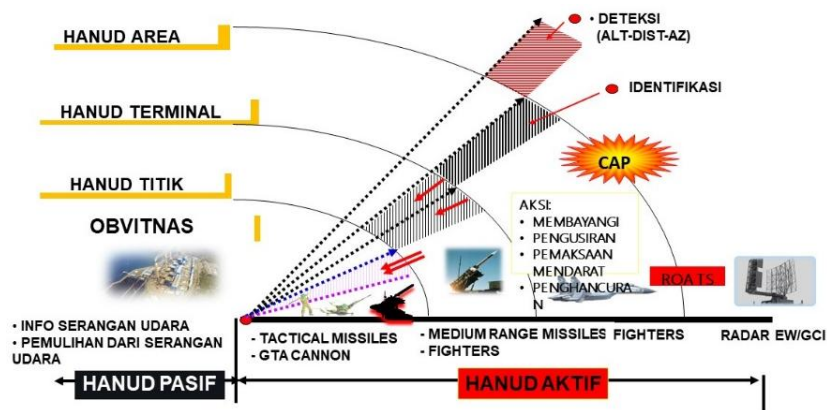 HANUD AREA
• DETEKSI
(ALT-DIST-AZ)
IDENTIFIKASI
HANUD TERMINAL
CAP
HANUD TITIK
AKSI:
• MEMBAYANGI
• PENGUSIRAN
• PEMAKSAAN
MENDARAT
• PENGHANCURA
N
OBVITNAS
ROA TS
• INFO SERANGAN UDARA
• PEMULIHAN DARI SERANGAN
UDARA
- TACTICAL MISSILES
- GTA CANNON
- MEDIUM RANGE MISSILES
- FIGHTERS
FIGHTERS
RADAR EW/GCI
HANUD PASIF
HANUD AKTIF